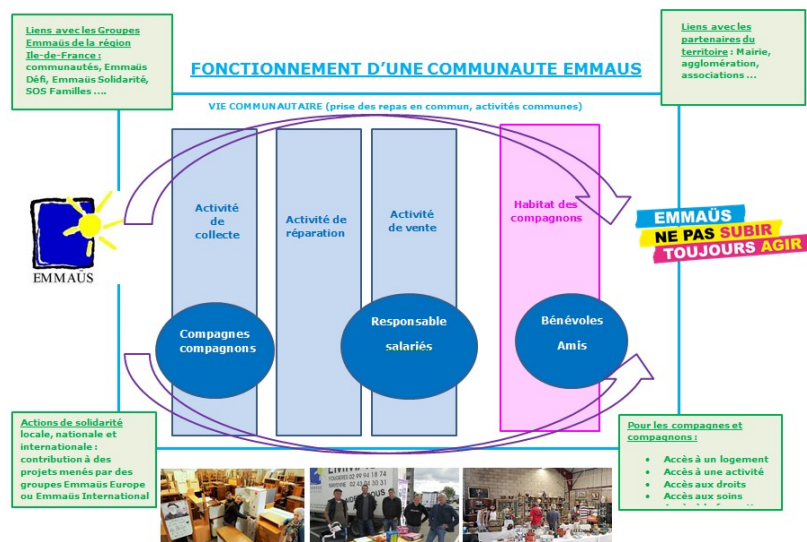 Liens avec les Groupes
Emmaüs de la région
Ile-de-France :
communautés, Emmaüs
Défi, Emmaüs Solidarité,
SOS Familles ....
Liens avec les
partenaires du
territoire : Mairie,
agglomération,
associations ...
FONCTIONNEMENT D'UNE COMMUNAUTE EMMAUS
VIE COMMUNAUTAIRE (prise des repas en commun, activités communes)
Activité
de
collecte
Activité de
réparation
Activité
de vente
Habitat des
compagnons
EMMAÜS
EMMAÜS
NE PAS SUBIR
TOUJOURS AGIR
Compagnes
compagnons
Responsable
salariés
Bénévoles
Amis
Actions de solidarité
locale, nationale et
internationale :
contribution à des
projets menés par des
groupes Emmaüs Europe
ou Emmaüs International
Pour les compagnes et
compagnons :
• Accès à un logement
• Accès à une activité
• Accès aux droits
• Accès aux soins